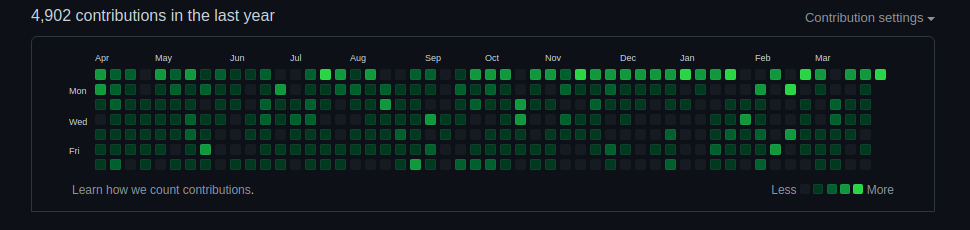 4,902 contributions in the last year
Contribution settings
Apr May Jun Jul Aug Sep Oct Nov Dec Jan Feb Mar
Mon
Wed
Fri
Learn how we count contributions.
Less More